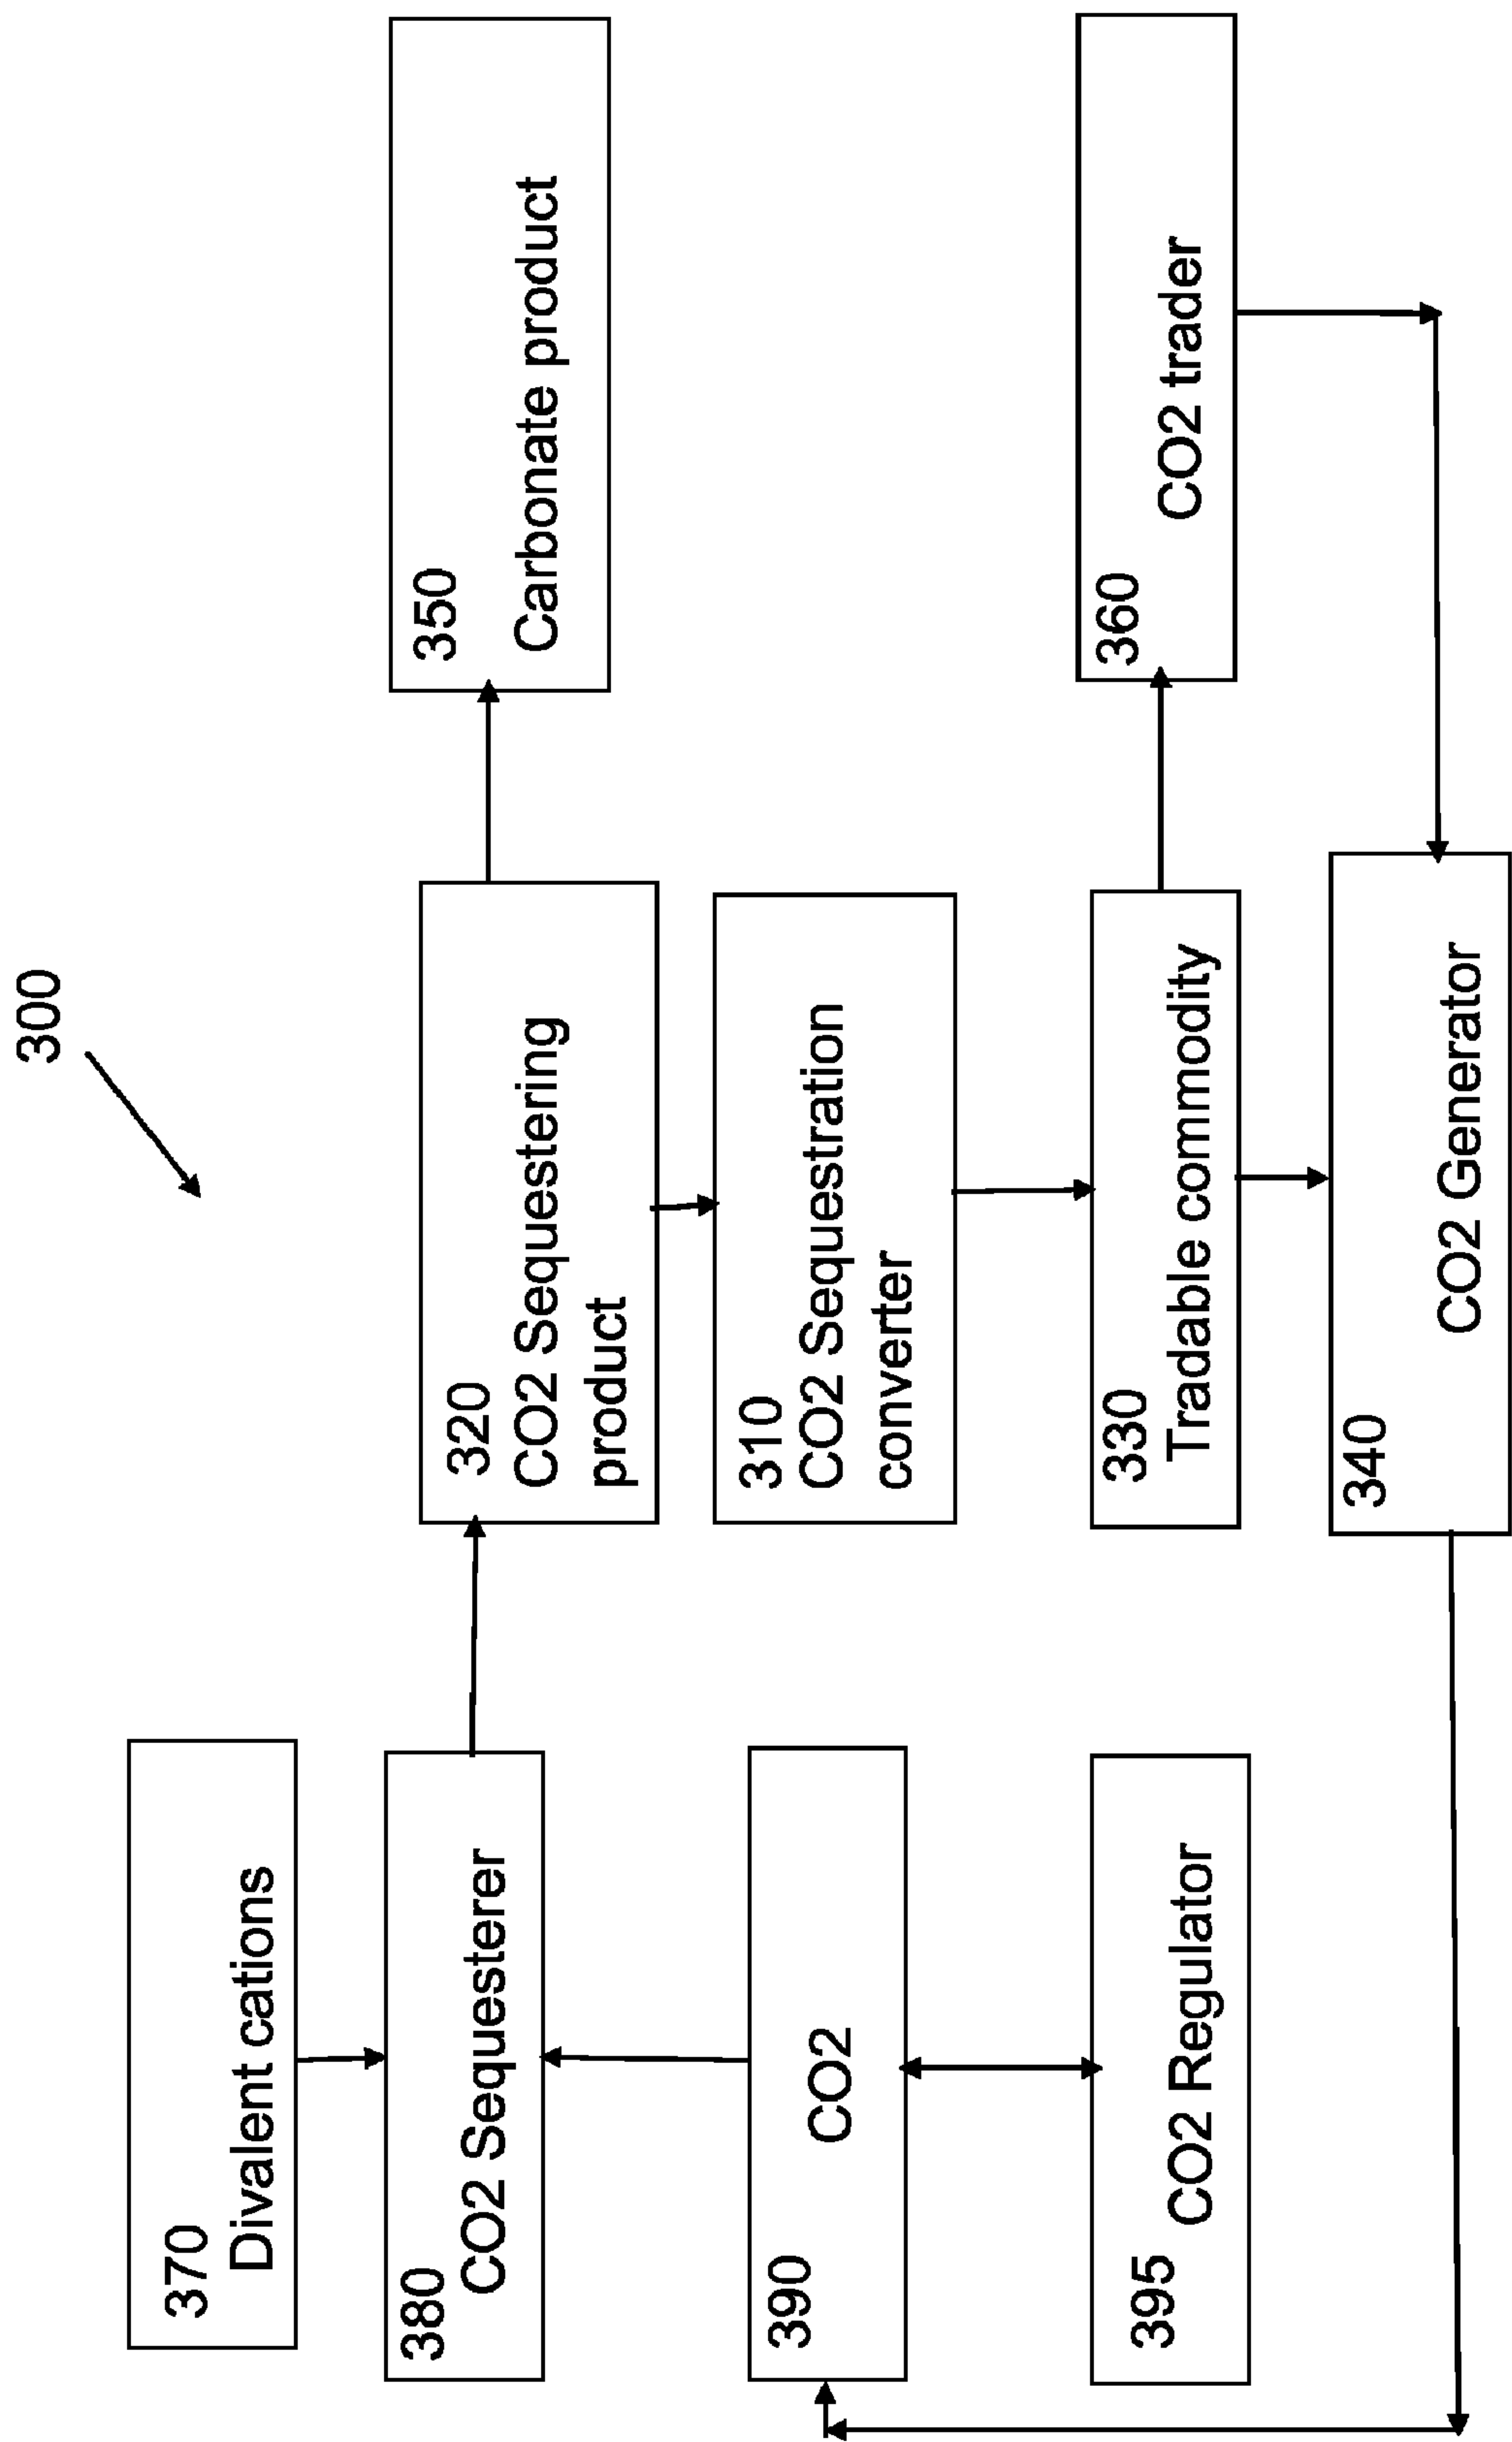 300
370
Divalent cations
380
CO2 Sequesterer
390
CO2
395
CO2 Regulator
320
CO2 Sequestering
product
310
CO2 Sequestration
converter
330
Tradable commodity
340
CO2 Generator
350
Carbonate product
360
CO2 trader